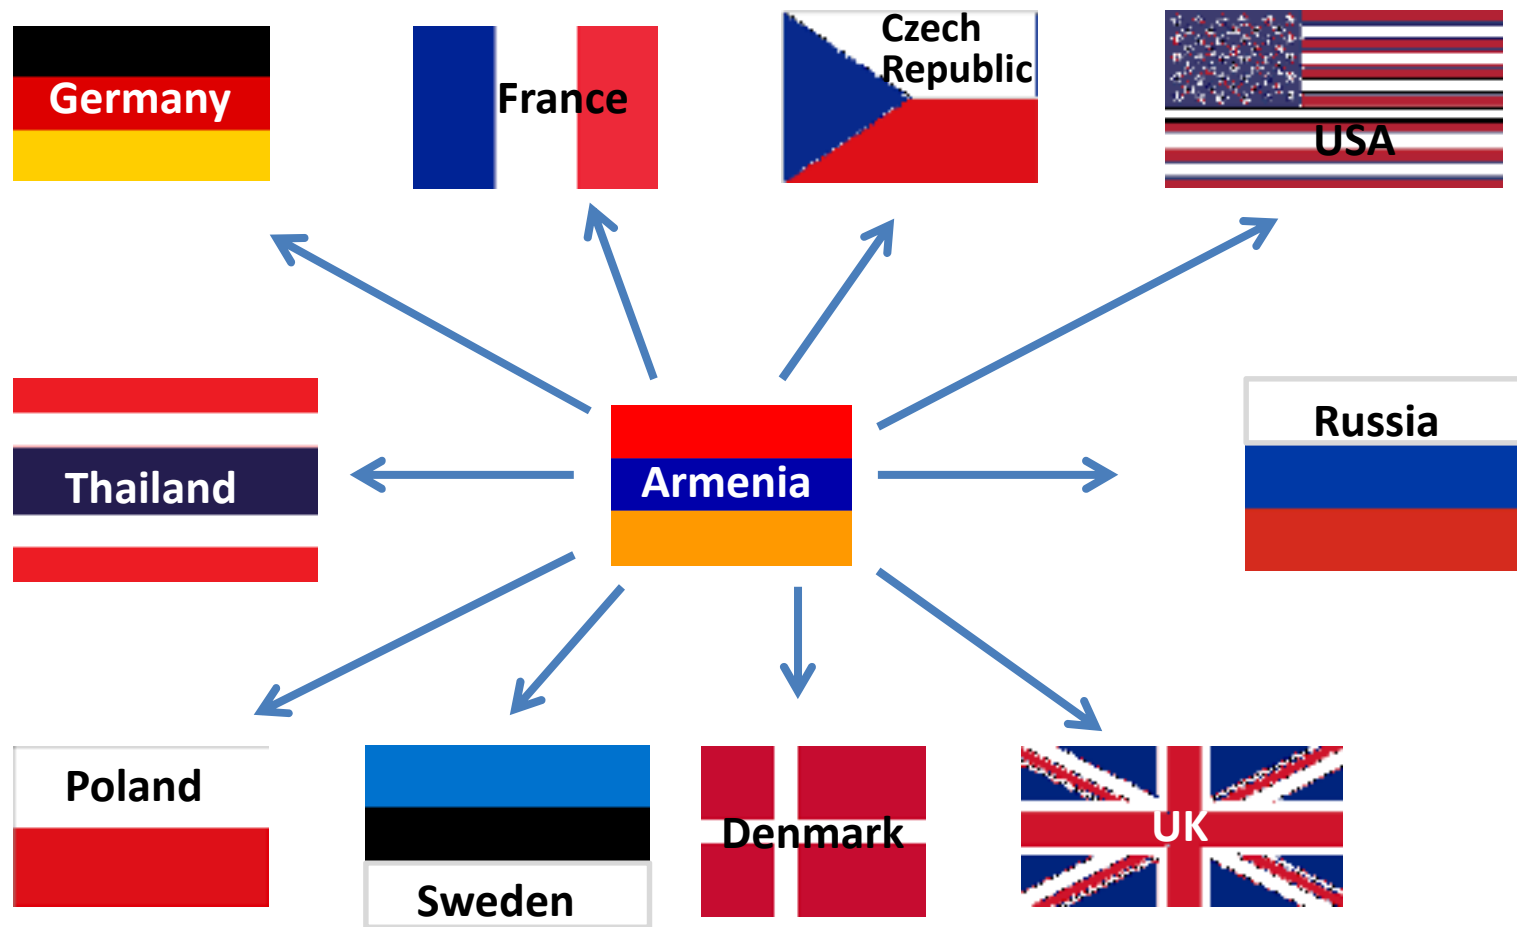 Germany
France
Czech
Republic
USA
Thailand
Armenia
Russia
Poland
Sweden
Denmark
UK